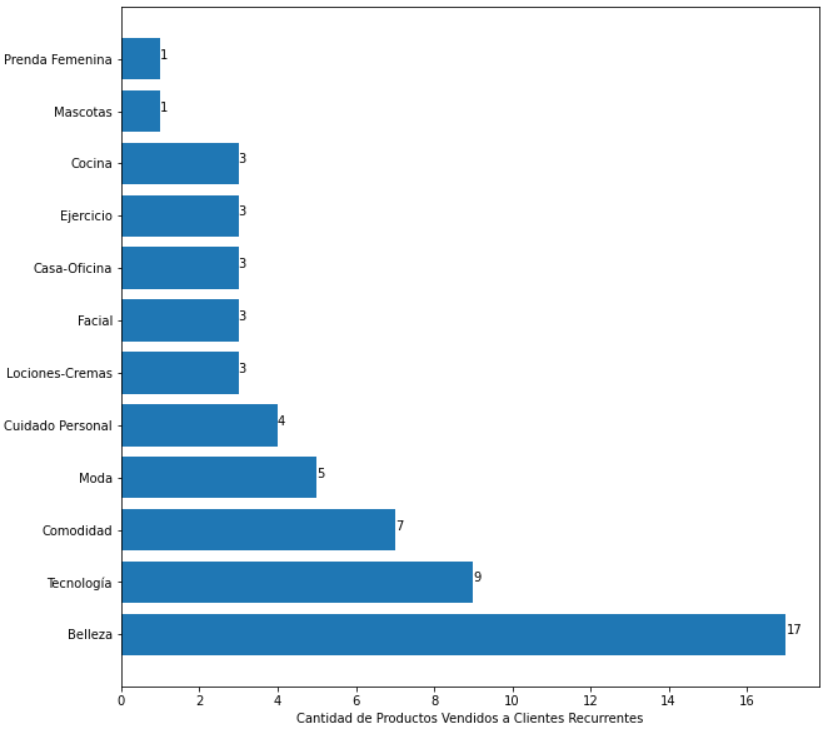 Prenda Femenina 1
Mascotas 1
Cocina 3
Ejercicio 3
Casa-Oficina 3
Facial 3
Lociones-Cremas 3
Cuidado Personal 4
Moda 5
Comodidad 7
Tecnología 9
Belleza 17
0 2 4 6 8 10 12 14 16
Cantidad de Productos Vendidos a Clientes Recurrentes